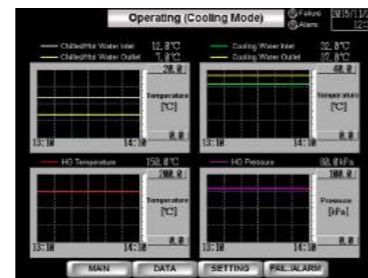 Operating (Cooling Mode)
Failure
Alarm
2015/11/
12:
Chilled/Hot Water Inlet 12.0℃
Chilled/Hot Water Outlet 7.0℃
20.0
Temperature
[℃]
0.0
13:10 14:10
Cooling Water Inlet 32.0℃
Cooling Water Outlet 37.0℃
40.0
Temperature
[℃]
0.0
13:10 14:10
HG Temperature 150.0℃
200.0
Temperature
[℃]
0.0
13:10 14:10
HG Pressure 80.0kPa
100.0
Pressure
[kPa]
0.0
13:10 14:10
MAIN DATA SETTING FAIL/ALARM